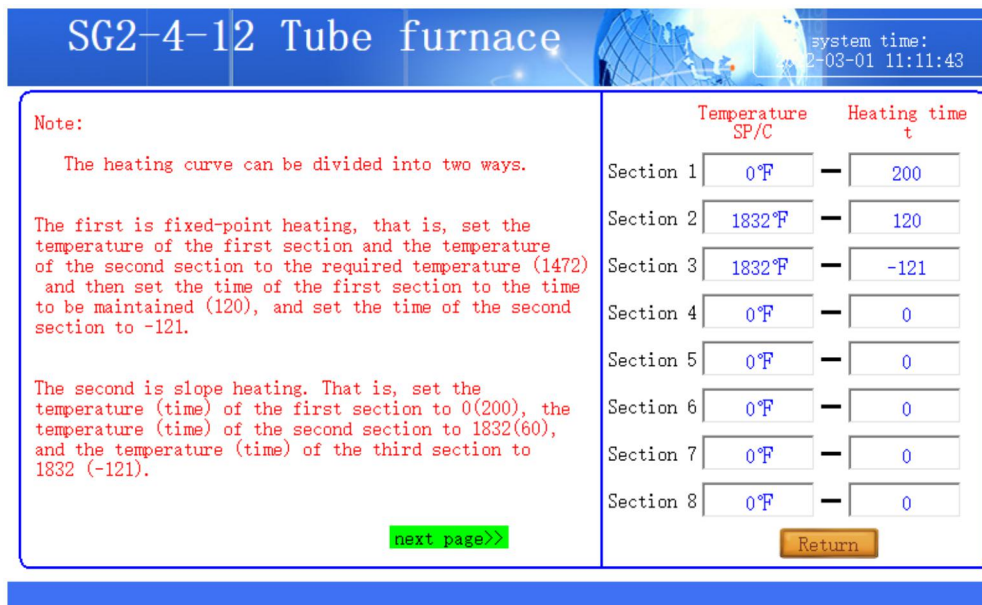 SG2-4-12 Tube furnace
system time:
2-03-01 11:11:43
Note:
The heating curve can be divided into two ways.
The first is fixed-point heating, that is, set the
temperature of the first section and the temperature
of the second section to the required temperature (1472)
and then set the time of the first section to the time
to be maintained (120), and set the time of the second
section to -121.
The second is slope heating. That is, set the
temperature (time) of the first section to 0(200), the
temperature (time) of the second section to 1832(60),
and the temperature (time) of the third section to
1832 (-121).
next page>>
Temperature Heating time
SP/C t
Section 1 0℉ — 200
Section 2 1832℉ — 120
Section 3 1832℉ — -121
Section 4 0℉ — 0
Section 5 0℉ — 0
Section 6 0℉ — 0
Section 7 0℉ — 0
Section 8 0℉ — 0
Return